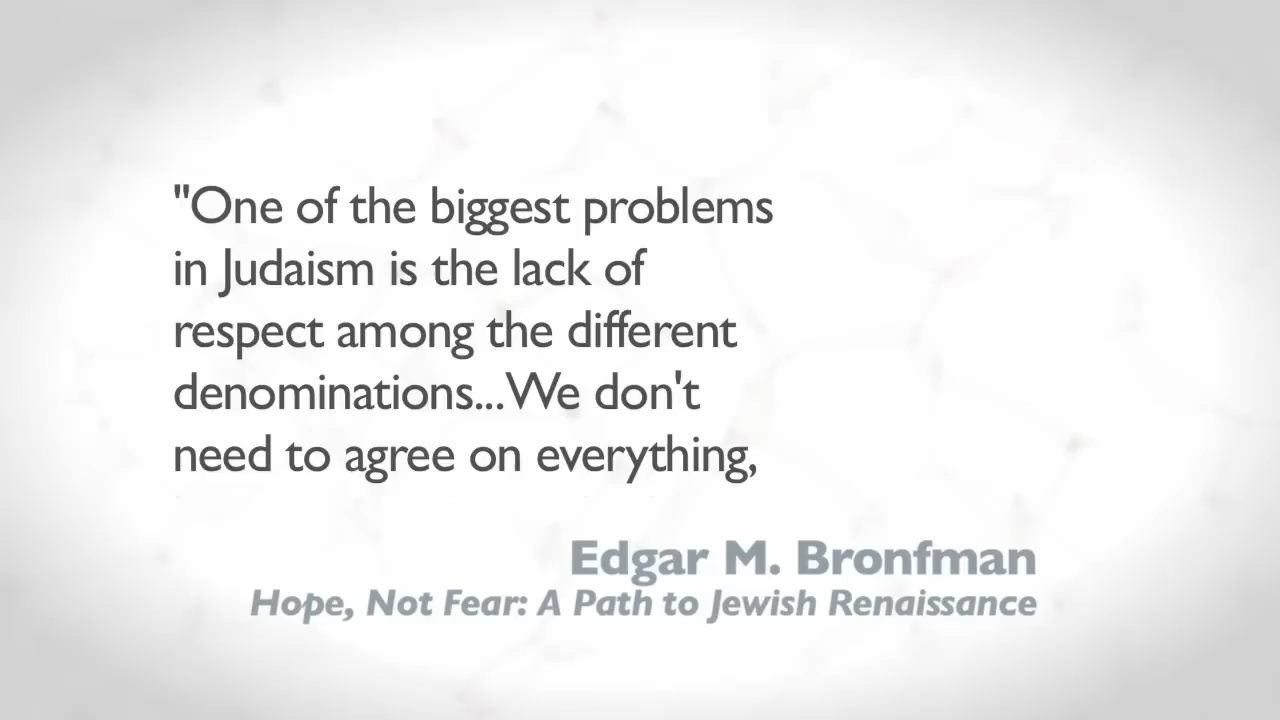 "One of the biggest problems
in Judaism is the lack of
respect among the different
denominations...We don't
need to agree on everything,
Edgar M. Bronfman
Hope, Not Fear: A Path to Jewish Renaissance